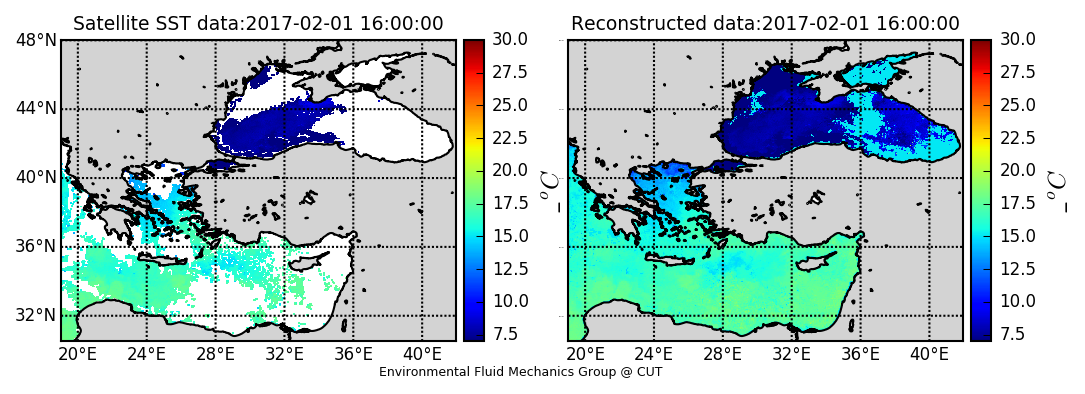 Satellite SST data:2017-02-01 16:00:00
48°N
44°N
40°N
36°N
32°N
20°E 24°E 28°E 32°E 36°E 40°E
30.0
27.5
25.0
22.5
20.0
17.5
15.0
12.5
10.0
7.5
_ °C
Reconstructed data:2017-02-01 16:00:00
20°E 24°E 28°E 32°E 36°E 40°E
30.0
27.5
25.0
22.5
20.0
17.5
15.0
12.5
10.0
7.5
_ °C
Environmental Fluid Mechanics Group @ CUT